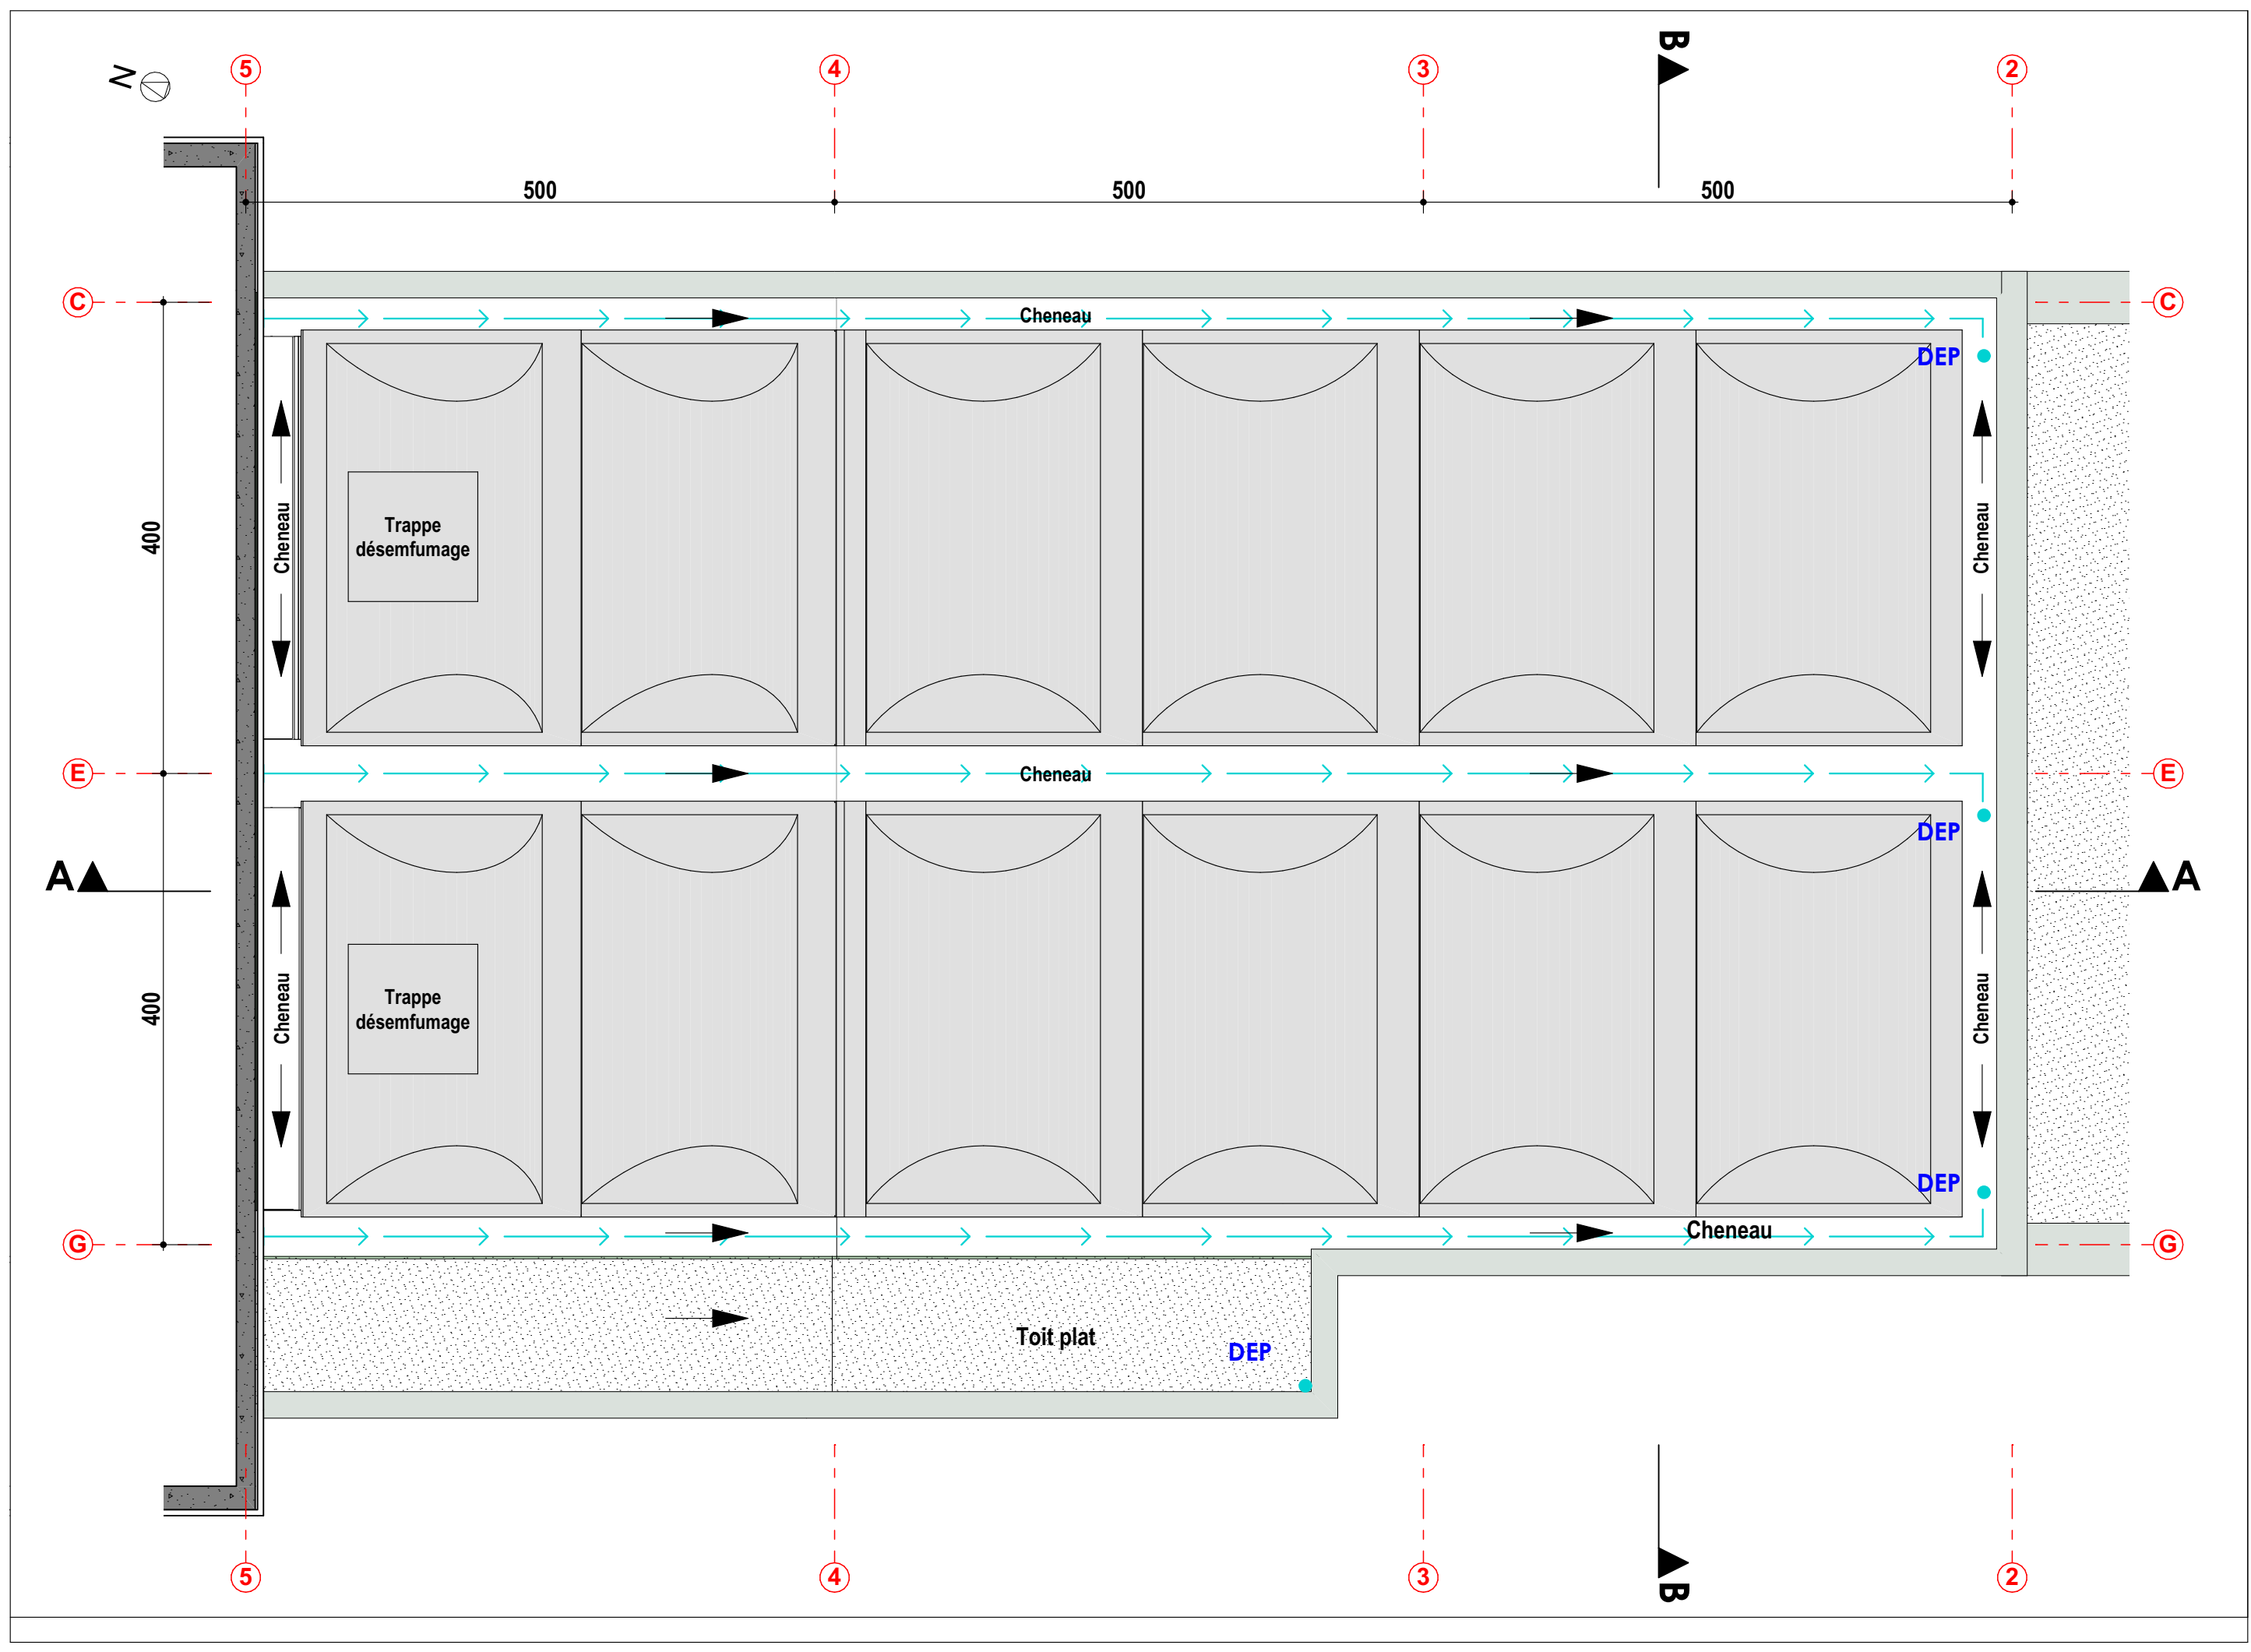 B
N
5
4
3
2
500
500
500
C
Cheneau
C
DEP
400
Cheneau
Trappe
désemfumage
Cheneau
E
Cheneau
E
DEP
A
A
400
Cheneau
Trappe
désemfumage
Cheneau
DEP
G
Cheneau
G
Toit plat
DEP
5
4
3
B
2